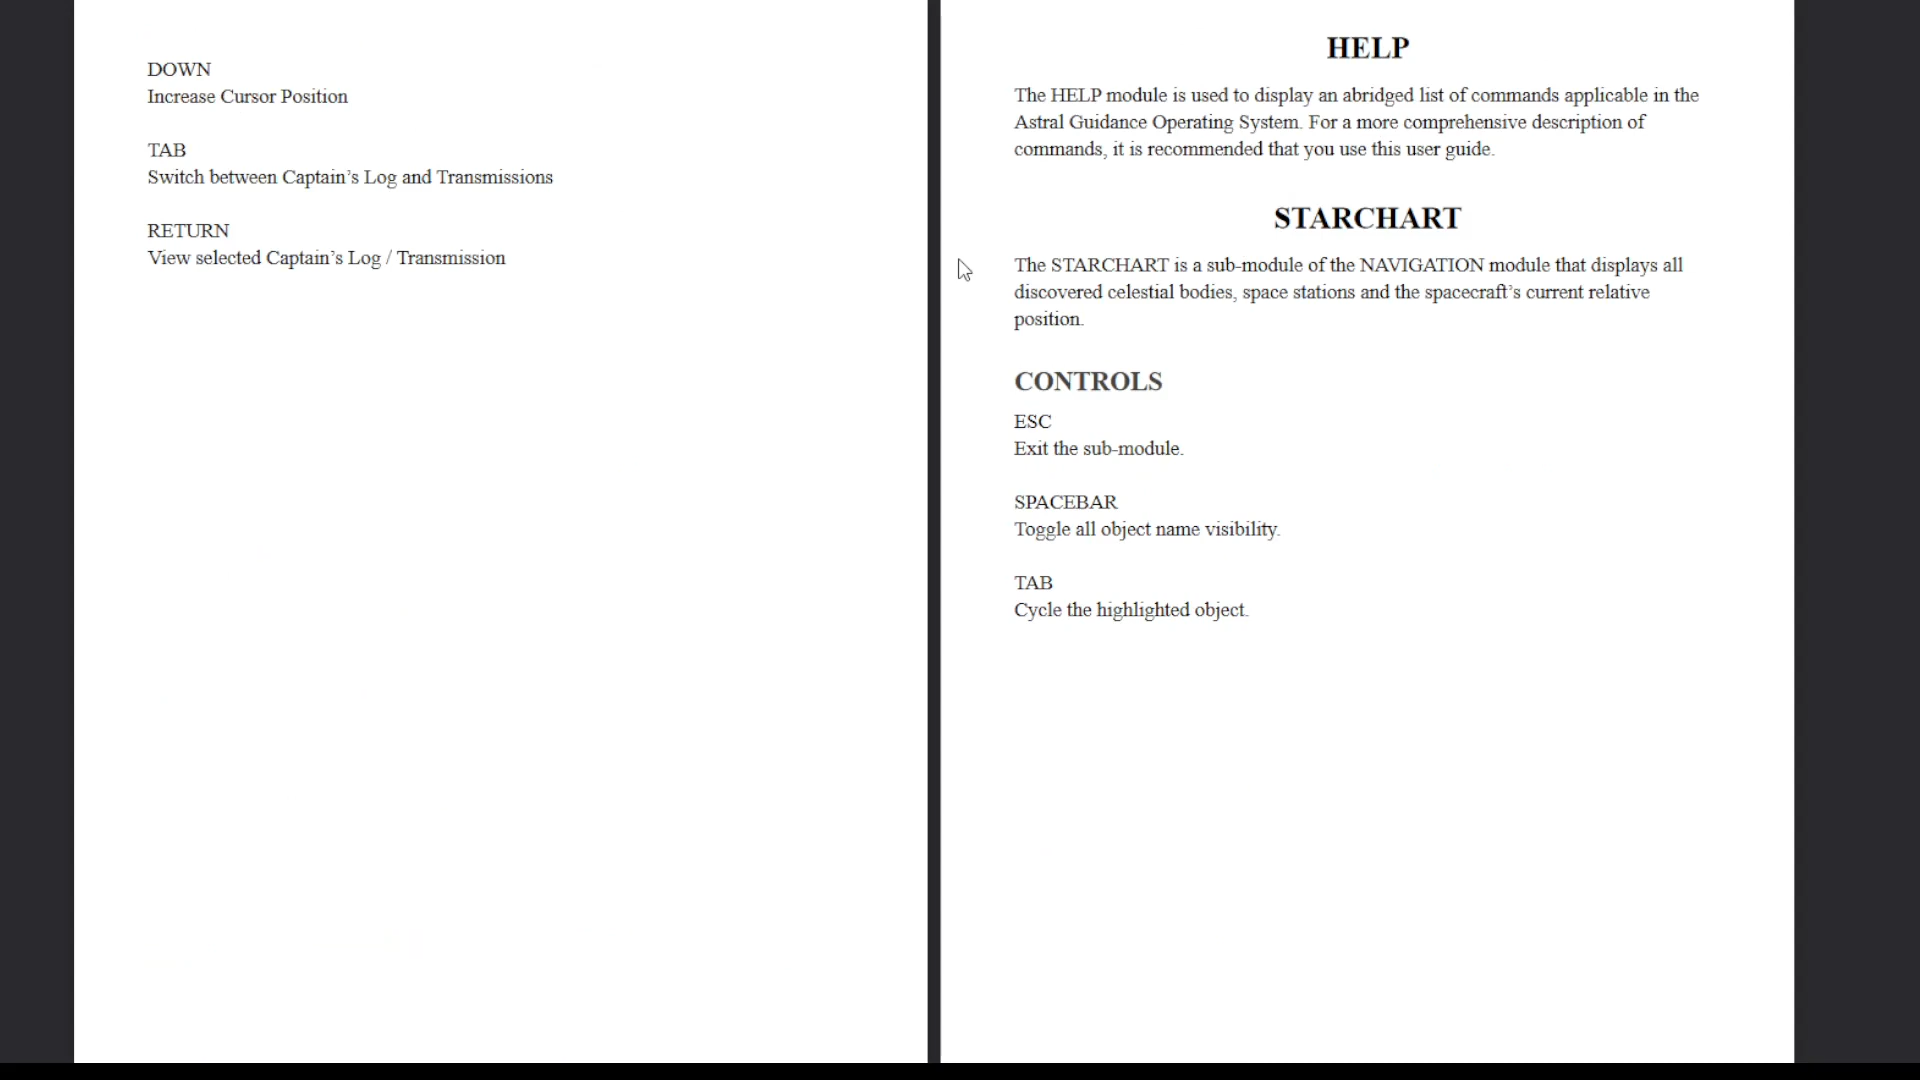 DOWN
Increase Cursor Position
TAB
Switch between Captain’s Log and Transmissions
RETURN
View selected Captain’s Log / Transmission
HELP
The HELP module is used to display an abridged list of commands applicable in the
Astral Guidance Operating System. For a more comprehensive description of
commands, it is recommended that you use this user guide.
STARCHART
The STARCHART is a sub-module of the NAVIGATION module that displays all
discovered celestial bodies, space stations and the spacecraft’s current relative
position.
CONTROLS
ESC
Exit the sub-module.
SPACEBAR
Toggle all object name visibility.
TAB
Cycle the highlighted object.